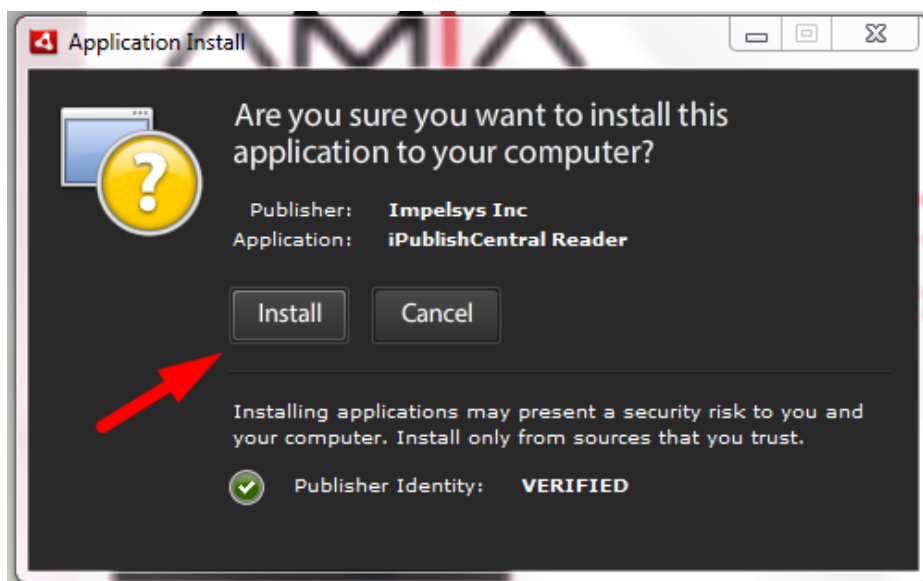 AMIA
Application Install
Are you sure you want to install this
application to your computer?
Publisher: Impelsys Inc
Application: iPublishCentral Reader
Install Cancel
Installing applications may present a security risk to you and
your computer. Install only from sources that you trust.
Publisher Identity: VERIFIED